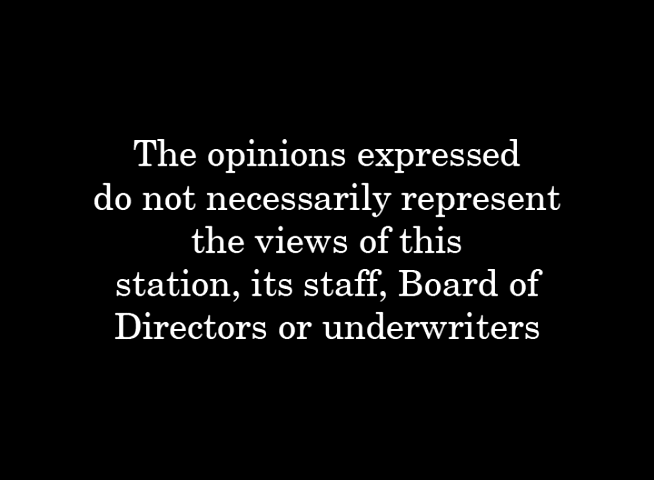 The opinions expressed
do not necessarily represent
the views of this
station, its staff, Board of
Directors or underwriters